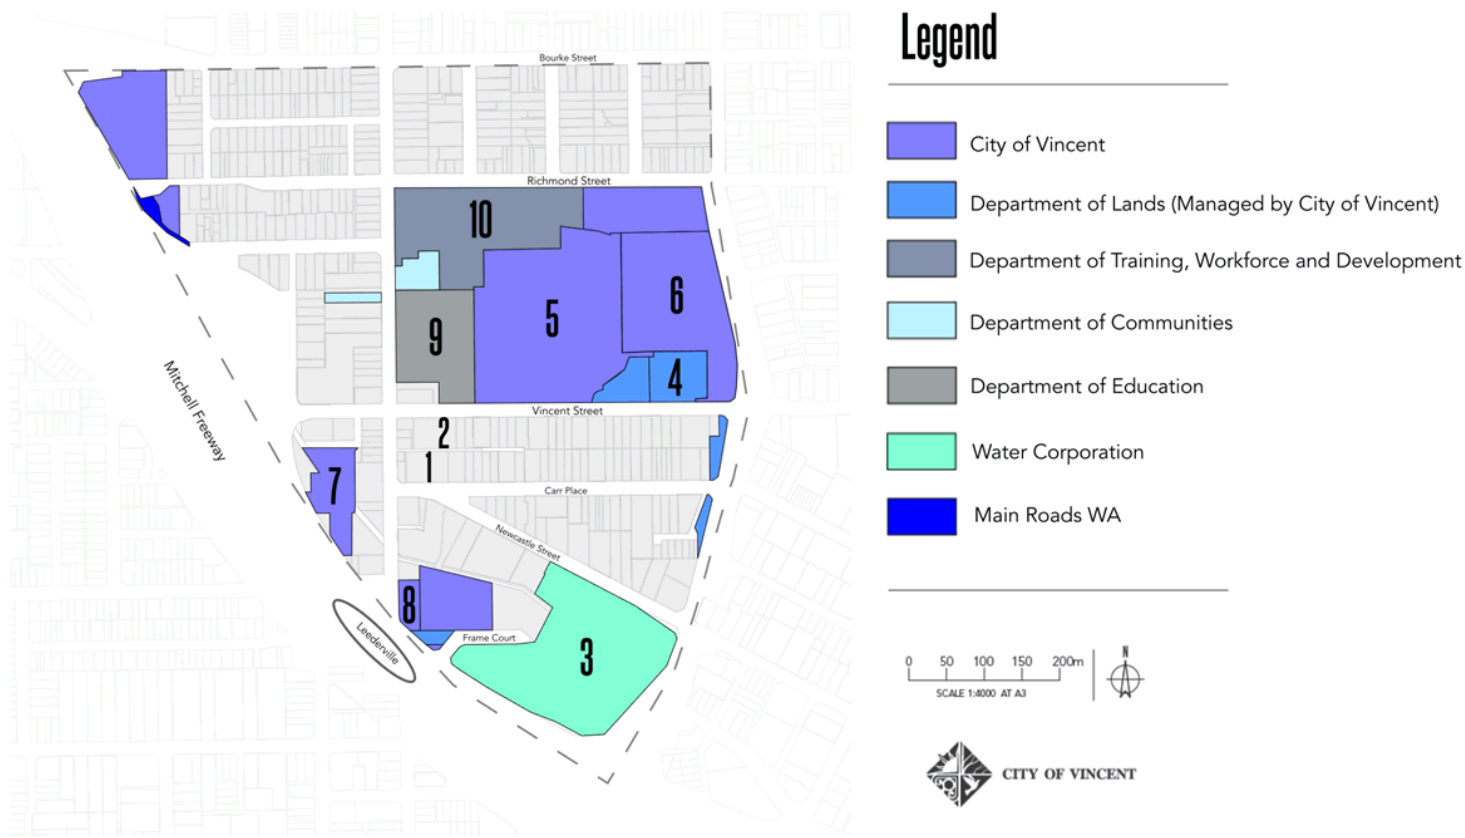 Legend
Bourke Street
City of Vincent
Richmond Street
Department of Lands (Managed by City of Vincent)
10
Department of Training, Workforce and Development
6
5
Department of Communities
9
4
Department of Education
Mitchell Freeway
Vincent Street
2
1
Water Corporation
7
Carr Place
Main Roads WA
Newcastle Street
8
Leederville
Frame Court
3
N
0 50 100 150 200m
SCALE 1:4000 AT A3
CITY OF VINCENT